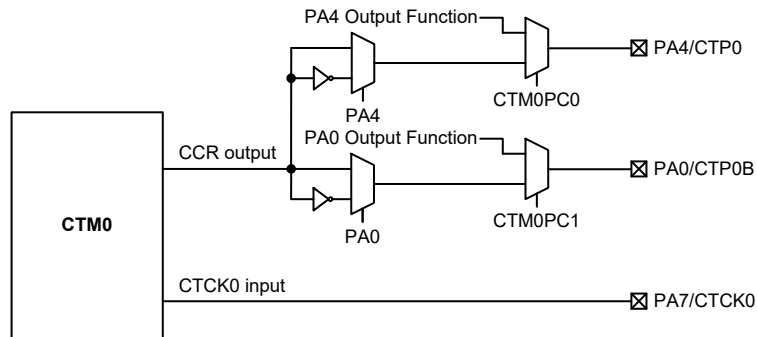 PA4 Output Function
PA4/CTP0
CTM0PC0
PA4
PA0 Output Function
CCR output
PA0/CTP0B
CTM0PC1
PA0
CTM0
CTCK0 input
PA7/CTCK0